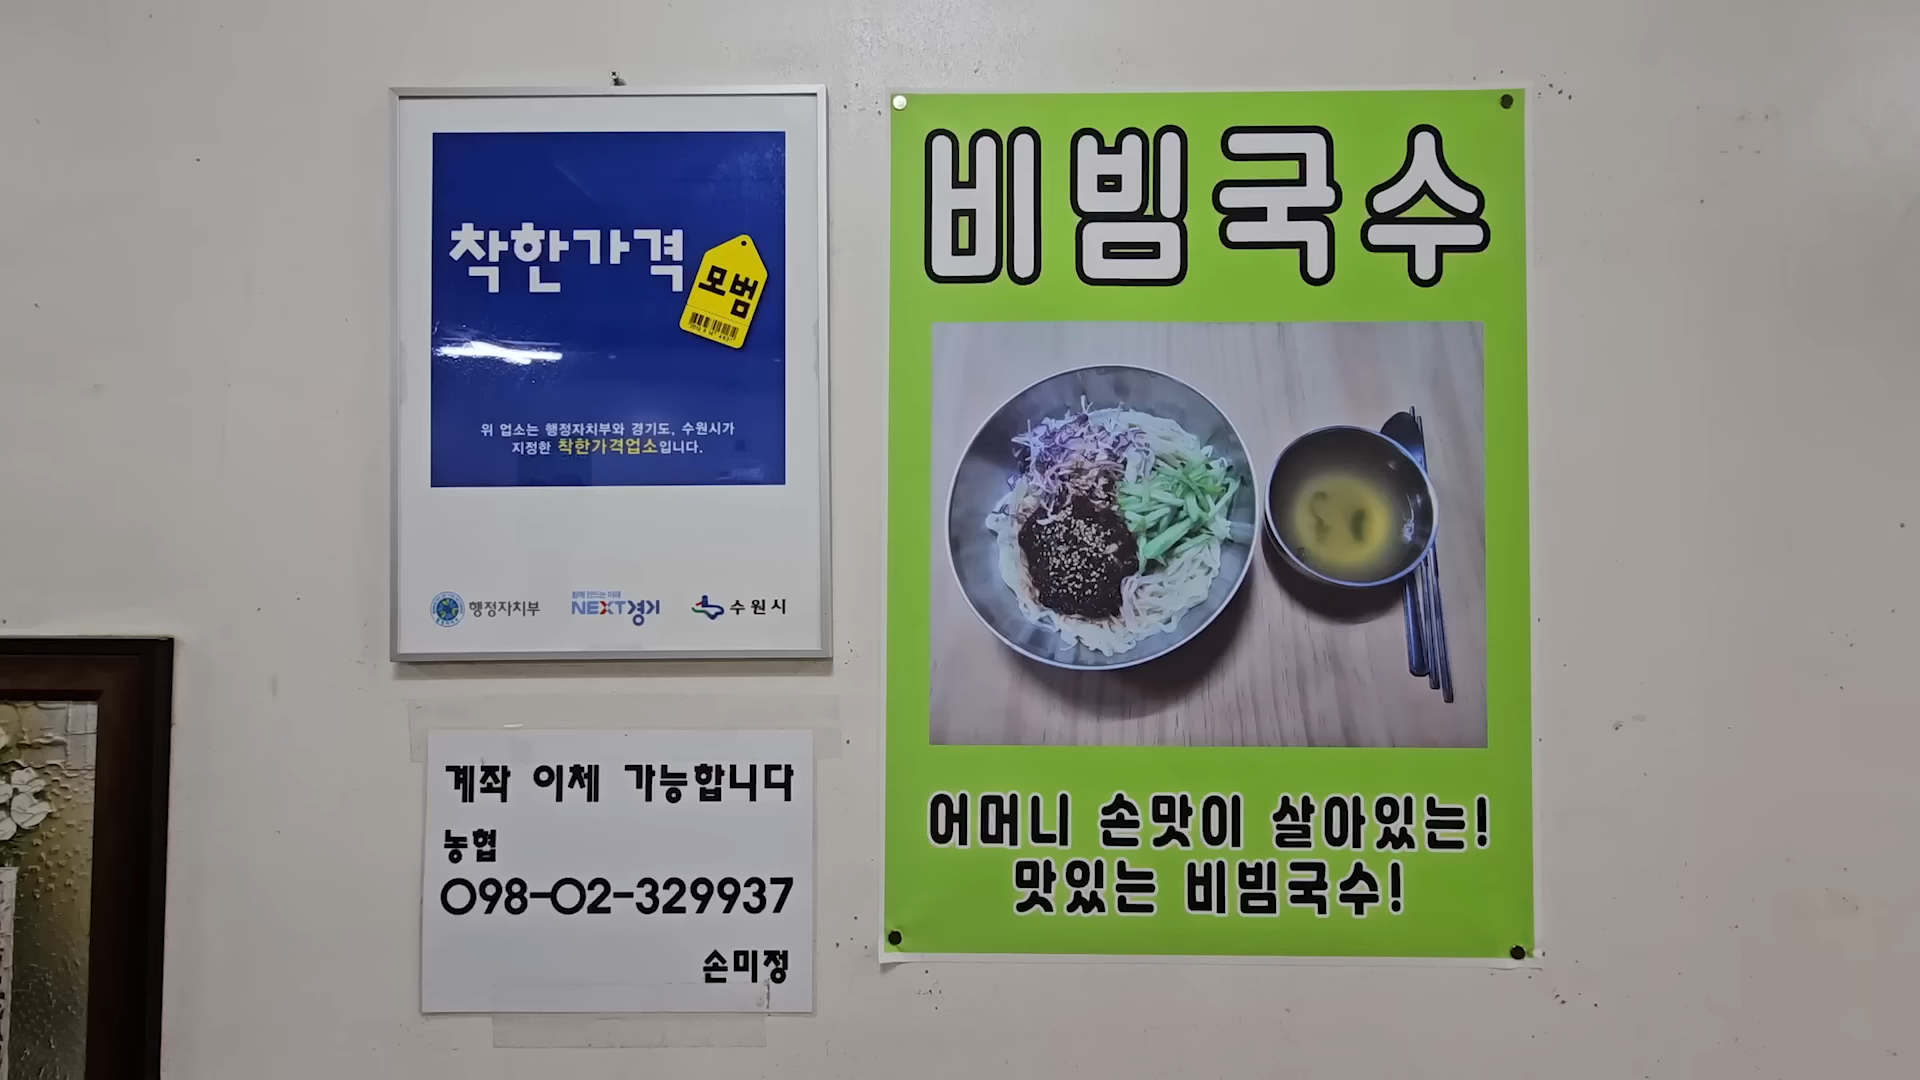 착한가격
모범
위 업소는 행정자치부와 경기도, 수원시가
지정한 착한가격업소입니다.
행정자치부
NEXT경기
수원시
계좌 이체 가능합니다
농협
098-02-329937
손미정
비빔국수
어머니 손맛이 살아있는!
맛있는 비빔국수!